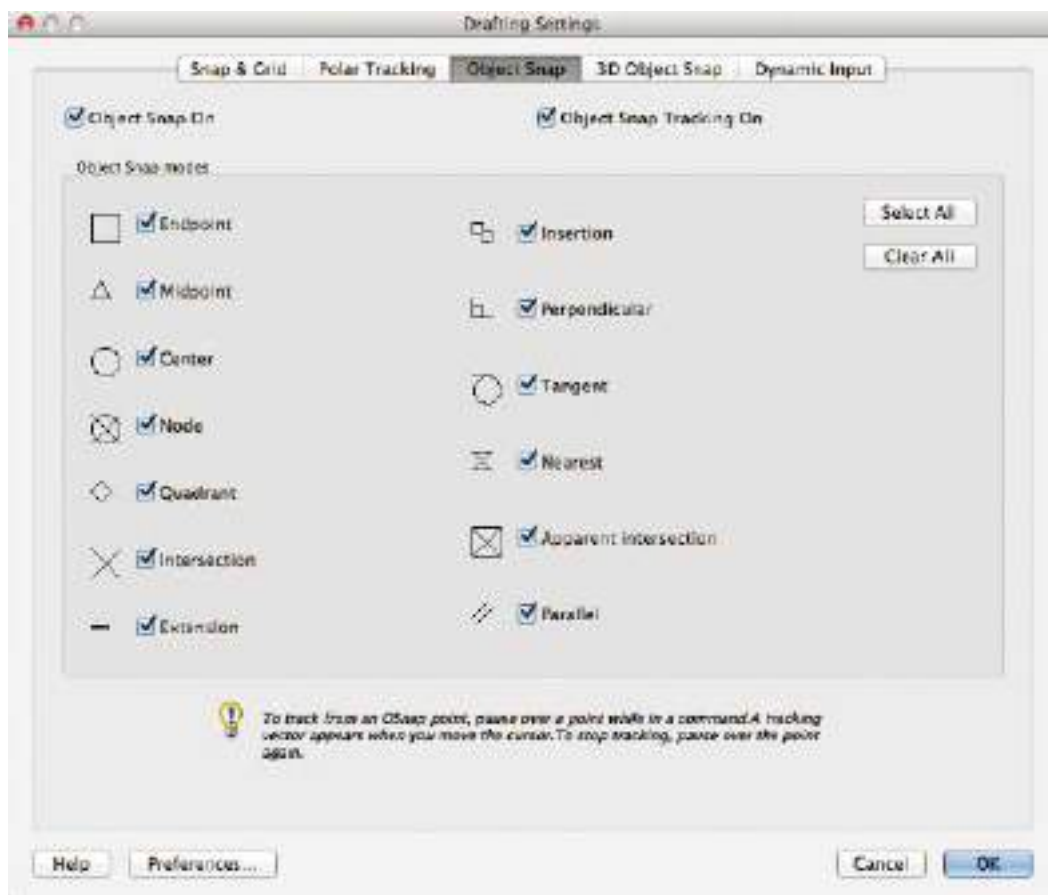 Drafting Settings
Snap & Grid Polar Tracking Object Snap 3D Object Snap Dynamic Input
Object Snap On Object Snap Tracking On
Object Snap modes
Endpoint
Midpoint
Center
Node
Quadrant
Intersection
Extension
Insertion
Perpendicular
Tangent
Nearest
Apparent intersection
Parallel
Select All
Clear All
To track from an OSnap point, pause over a point while in a command.A tracking
vector appears when you move the cursor.To stop tracking, pause over the point
again.
Help Preferences... Cancel OK